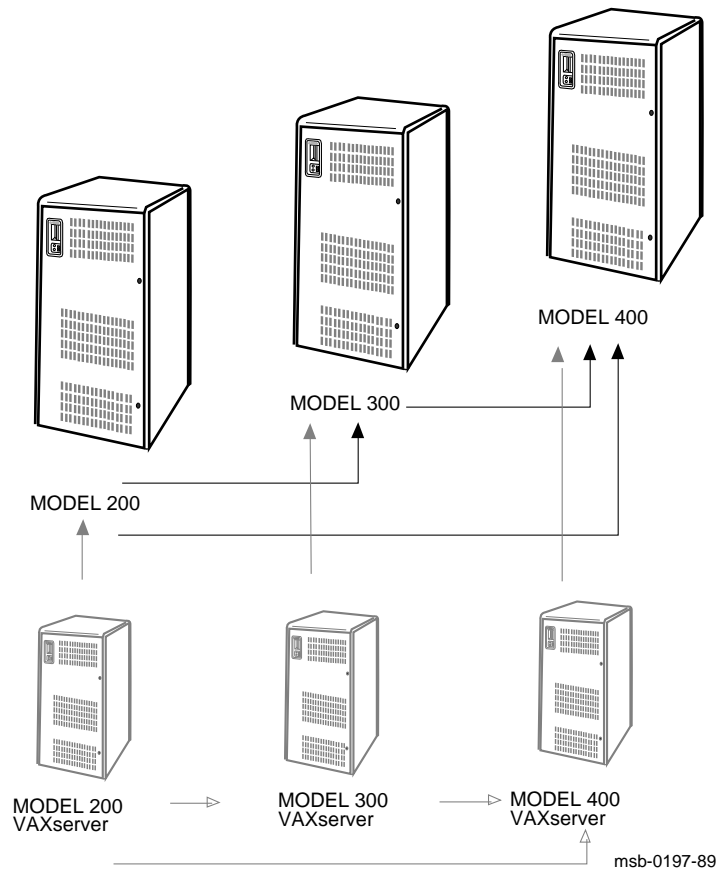 MODEL 400
MODEL 300
MODEL 200
MODEL 200
VAXserver
MODEL 300
VAXserver
MODEL 400
VAXserver
msb-0197-89